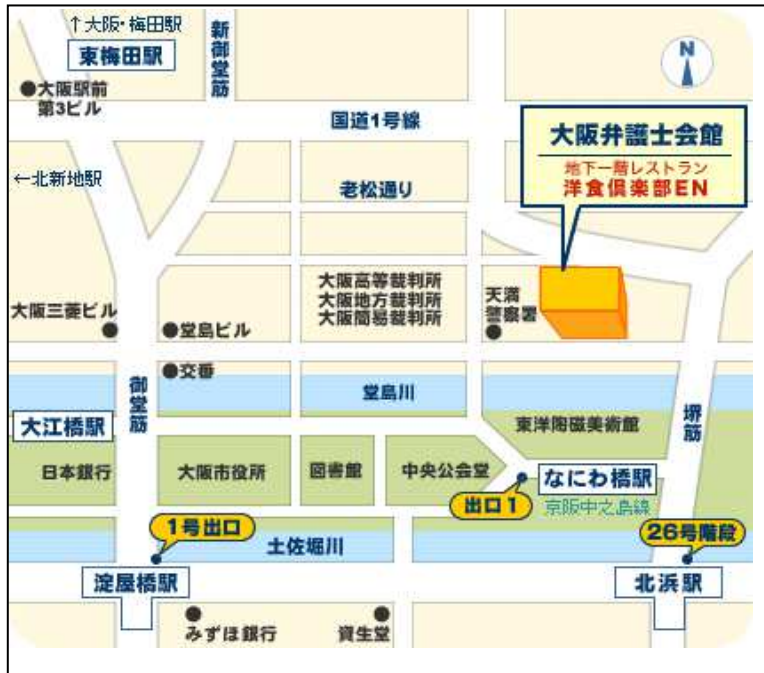 ↑大阪・梅田駅
東梅田駅
新御堂筋
N
●大阪駅前
第3ビル
国道1号線
大阪弁護士会館
地下一階レストラン
洋食倶楽部EN
←北新地駅
老松通り
大阪高等裁判所
大阪地方裁判所
大阪簡易裁判所
天満
警察署
大阪三菱ビル
堂島ビル
交番
御堂筋
堂島川
堺筋
大江橋駅
東洋陶磁美術館
日本銀行
大阪市役所
図書館
中央公会堂
なにわ橋駅
出口1
京阪中之島線
1号出口
土佐堀川
26号階段
淀屋橋駅
北浜駅
みずほ銀行
資生堂